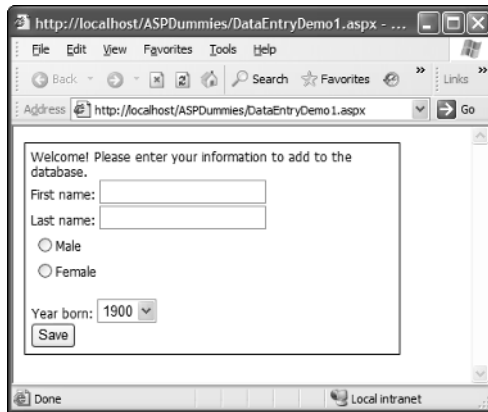 http://localhost/ASPDummies/DataEntryDemo1.aspx - ...
File Edit View Favorites Tools Help
Back Search Favorites » Links »
Address http://localhost/ASPDummies/DataEntryDemo1.aspx Go
Welcome! Please enter your information to add to the
database.
First name:
Last name:
Male
Female
Year born: 1900
Save
Done Local intranet